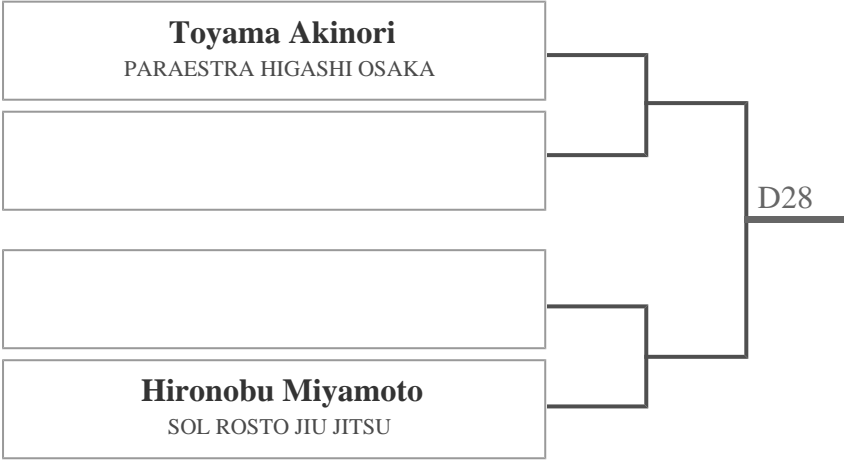 Toyama Akinori
PARAESTRA HIGASHI OSAKA
D28
Hironobu Miyamoto
SOL ROSTO JIU JITSU